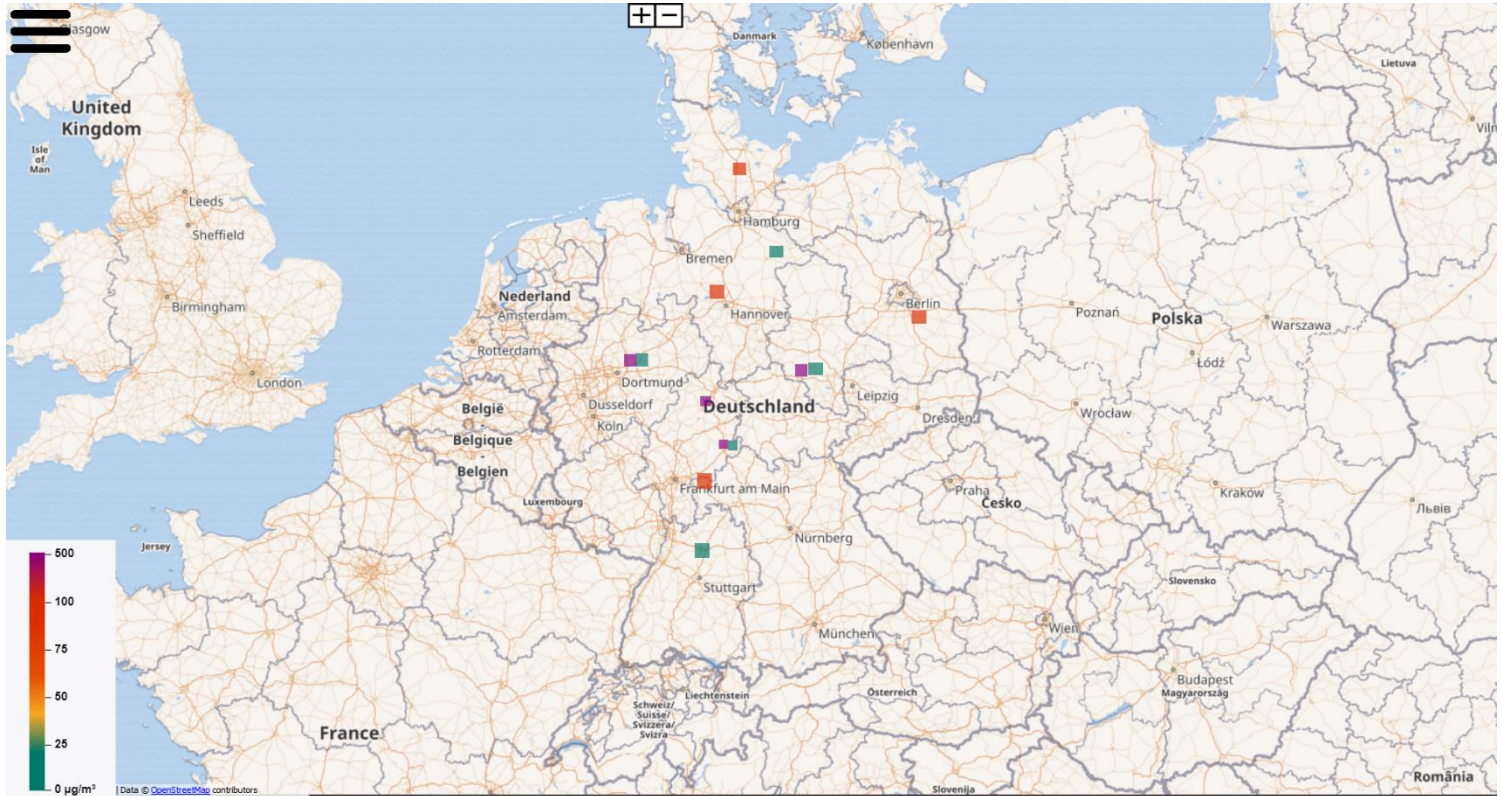 + −
Glasgow
Danmark
København
Lietuva
United
Kingdom
Viln
Isle
of
Man
Leeds
Sheffield
Hamburg
Bremen
Birmingham
Nederland
Amsterdam
Hannover
Berlin
Poznań
Polska
Warszawa
Rotterdam
Łódź
London
Dortmund
Leipzig
Düsseldorf
Deutschland
België
-
Belgique
-
Belgien
Köln
Dresden
Wrocław
Frankfurt am Main
Praha
Česko
Kraków
Львів
Luxembourg
Nürnberg
Jersey
Stuttgart
Slovensko
München
Wien
Budapest
Magyarország
Liechtenstein
Österreich
Schweiz/
Suisse/
Svizzera/
Svizra
France
România
Slovenija
500
100
75
50
25
0 µg/m³
| Data © OpenStreetMap contributors